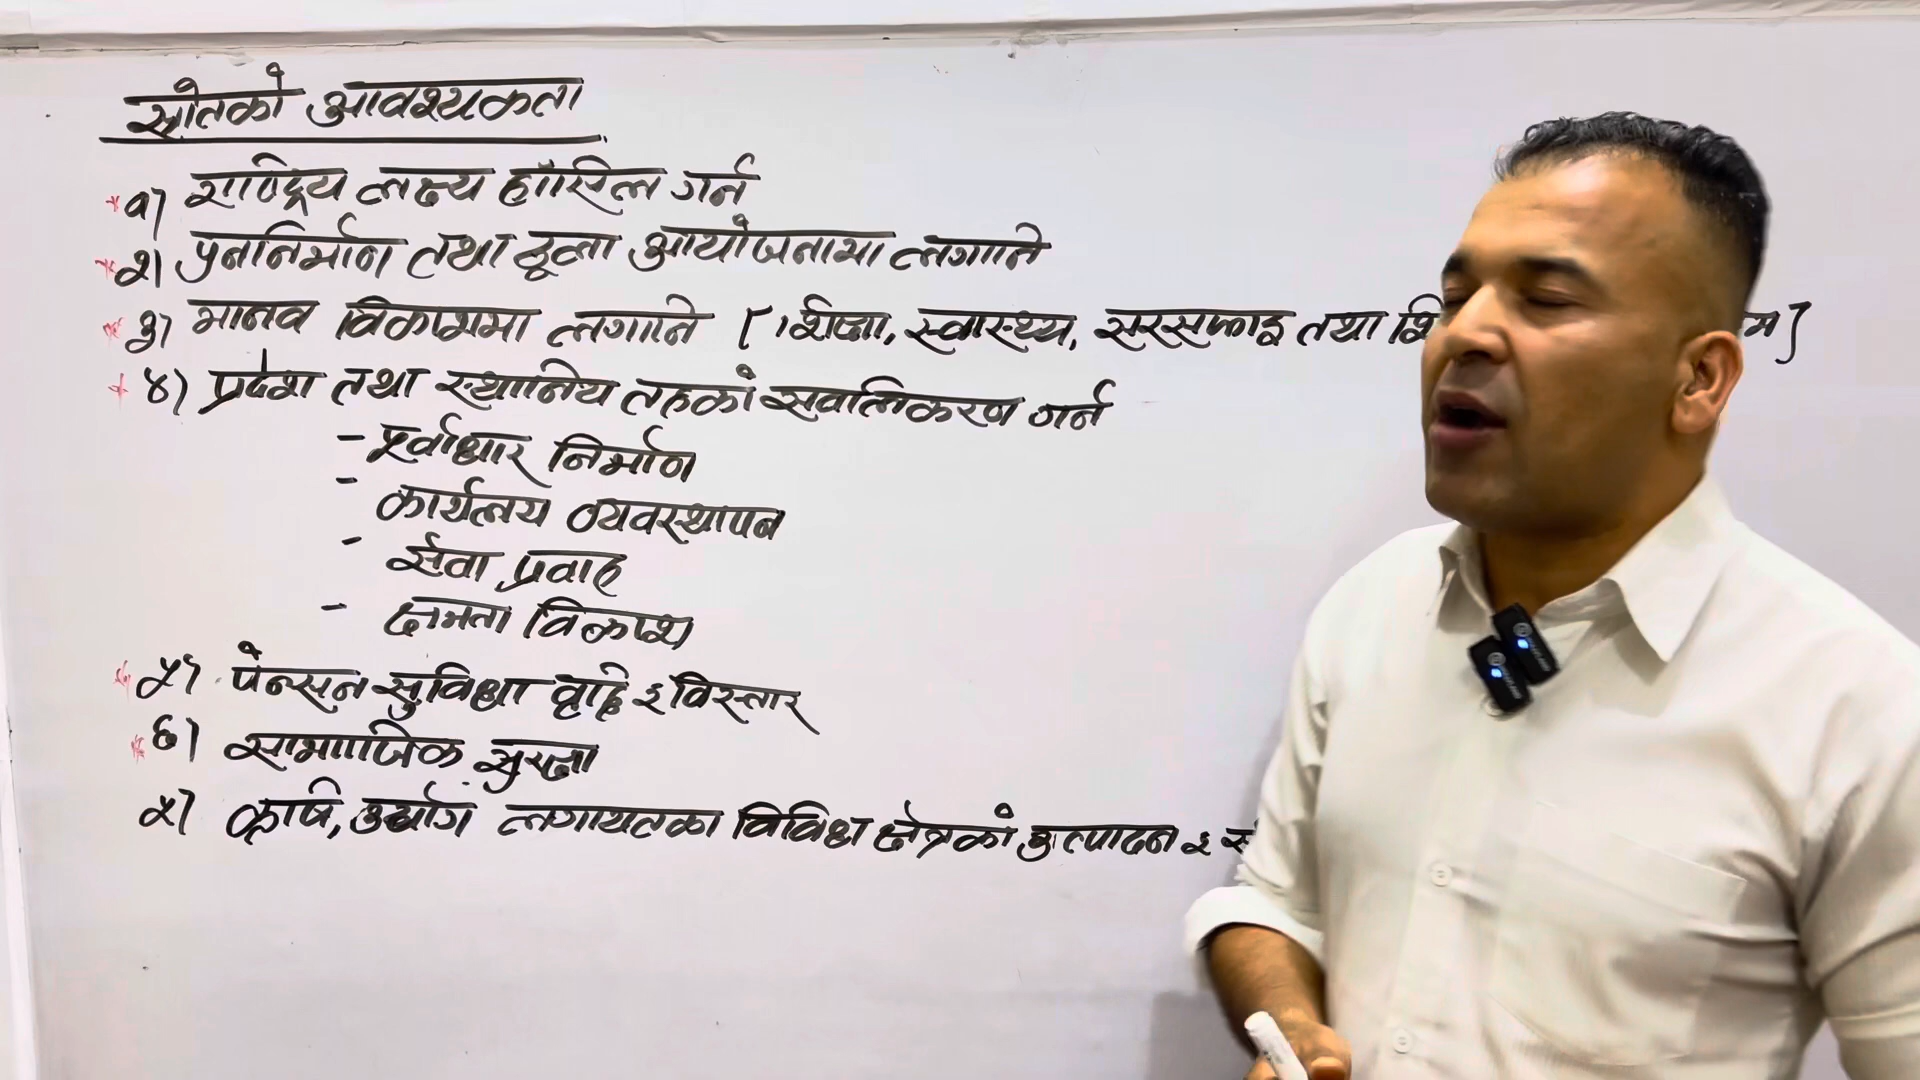 स्रोतको आवश्यकता
१) राष्ट्रिय लक्ष्य हाँसिल गर्न
२) पुननिर्माण तथा ठूला आयोजनामा लगाने
३) मानव विकासमा लगाने [शिक्षा, स्वास्थ्य, सरसफाइ तथा
४) प्रदेश तथा स्थानिय तहको सवलिकरण गर्न
- पूर्वाधार निर्माण
- कार्यलय व्यवस्थापन
- सेवा प्रवाह
- क्षमता विकाश
५) पेन्सन सुविधा वृद्दि र विस्तार
६) सामाजिक सुरक्षा
कृषि, उद्योग लगायतका विविध क्षेत्रको उत्पादन र